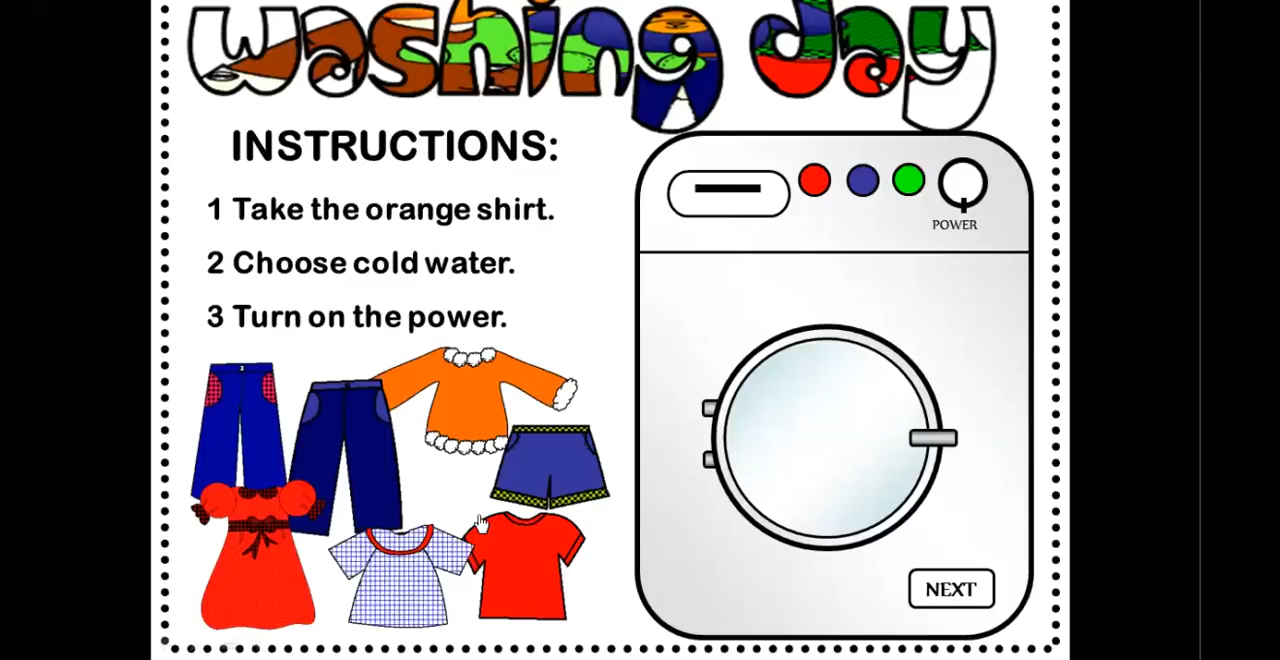 washing day
INSTRUCTIONS:
1 Take the orange shirt.
2 Choose cold water.
3 Turn on the power.
POWER
NEXT